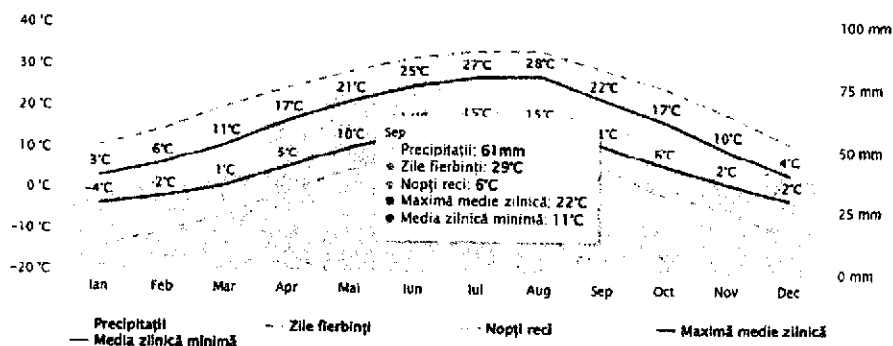 40 °C
30 °C
20 °C
10 °C
0 °C
-10 °C
-20 °C
100 mm
75 mm
50 mm
25 mm
0 mm
3°C 6°C 11°C 17°C 21°C 25°C 27°C 28°C 22°C 17°C 10°C 4°C
-4°C -2°C 1°C 5°C 10°C 15°C 15°C 6°C 2°C -2°C
Sep
Precipitații: 61mm
Zile fierbinți: 29°C
Nopți reci: 6°C
Maximă medie zilnică: 22°C
Media zilnică minimă: 11°C
Ian Feb Mar Apr Mai Iun Iul Aug Sep Oct Nov Dec
Precipitații Zile fierbinți Nopți reci Maximă medie zilnică
Media zilnică minimă